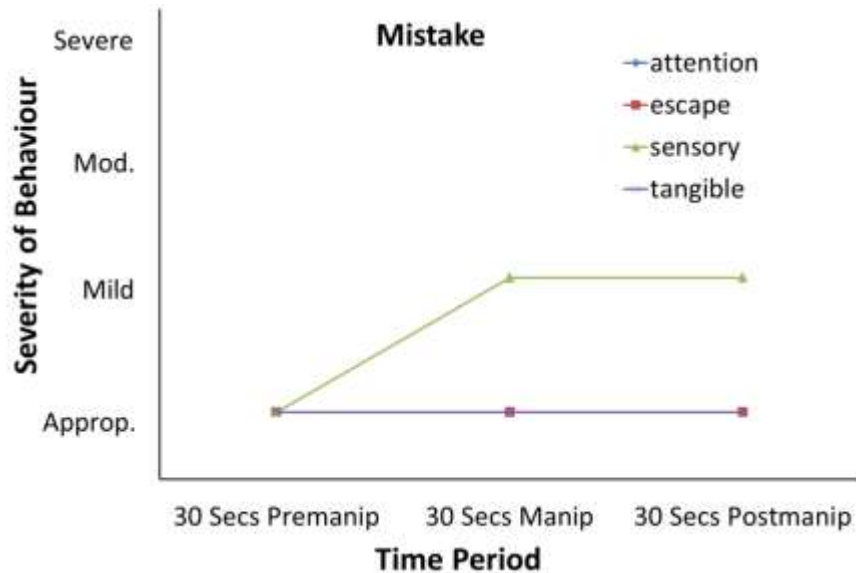 Mistake
Severe
Mod.
Mild
Approp.
Severity of Behaviour
attention
escape
sensory
tangible
30 Secs Premanip
30 Secs Manip
30 Secs Postmanip
Time Period